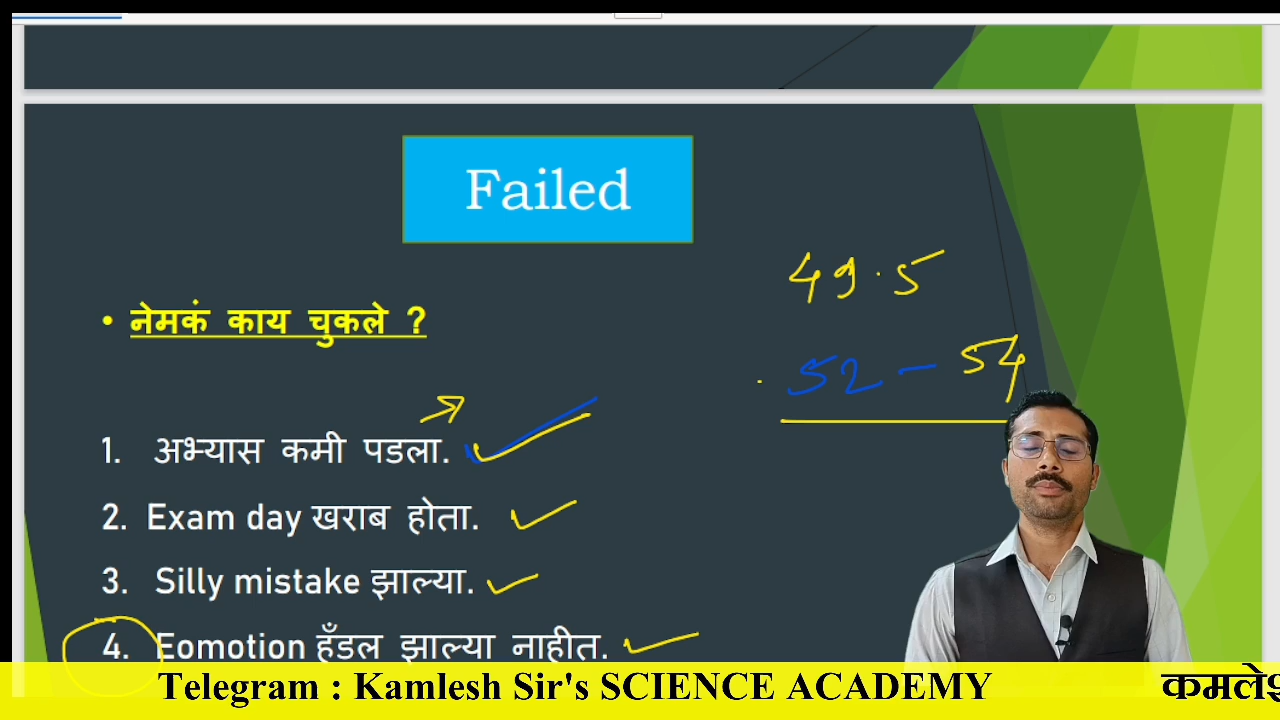 Failed
49.5
• नेमकं काय चुकले ?
52 – 54
1. अभ्यास कमी पडला.
2. Exam day खराब होता.
3. Silly mistake झाल्या.
4. Eomotion हँडल झाल्या नाहीत.
Telegram : Kamlesh Sir's SCIENCE ACADEMY